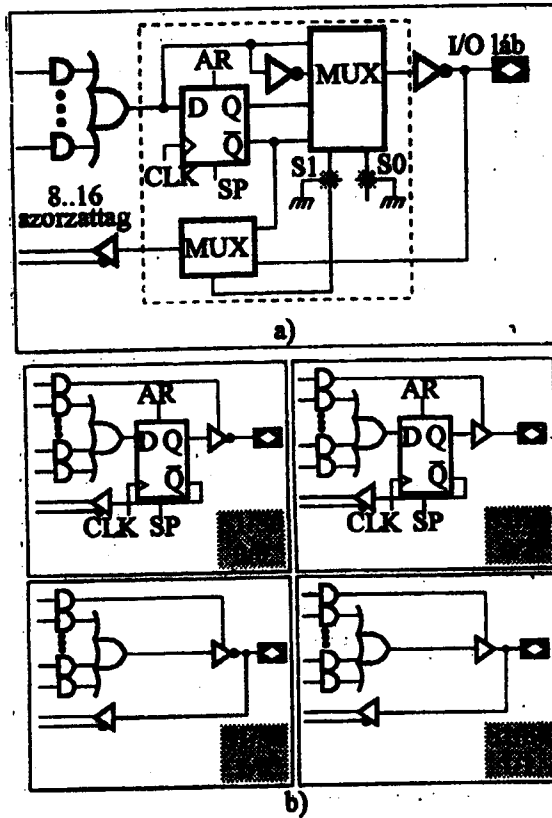 I/O láb
AR
MUX
D Q
Q
CLK
SP
S1
S0
8..16
szorzattag
MUX
a)
AR
D Q
Q
CLK SP
AR
D Q
Q
CLK SP
b)